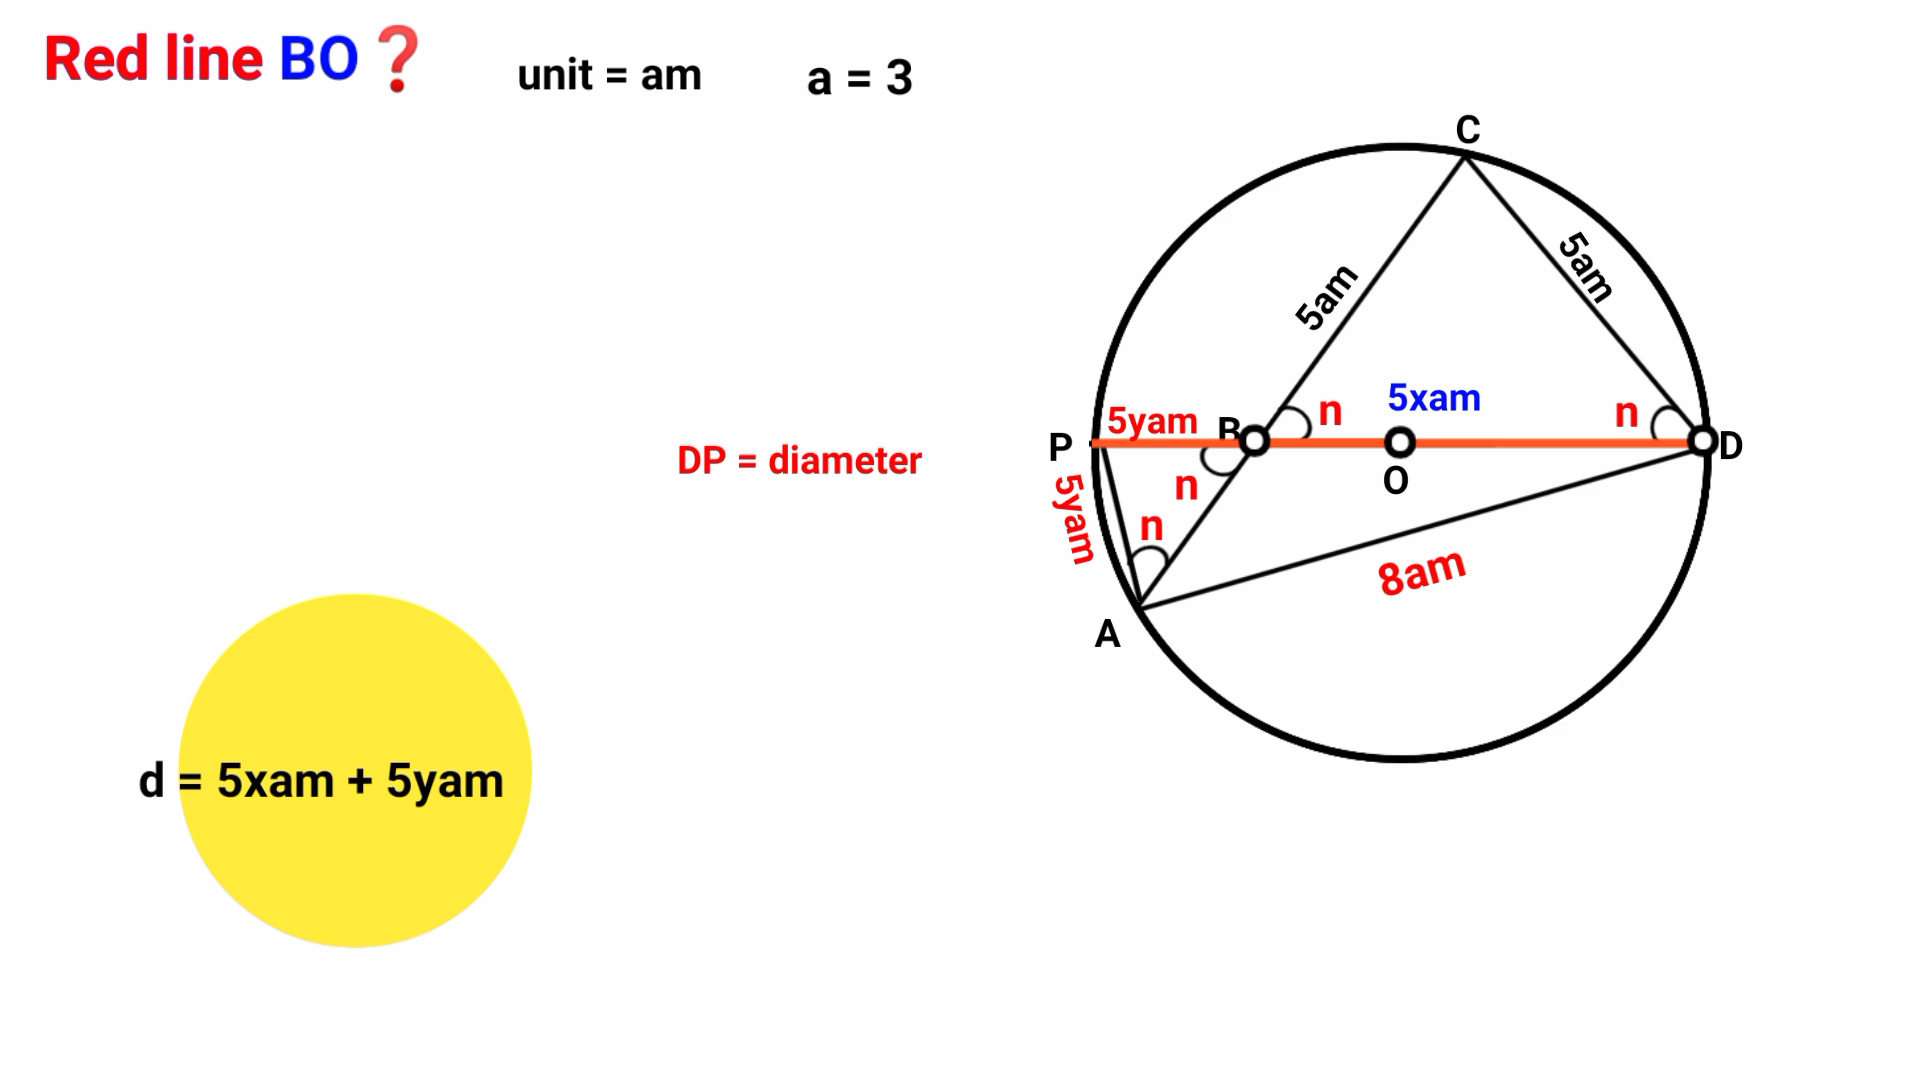 Red line BO❓
unit = am
a = 3
C
5am
5am
5xam
n
n
5yam
B
P
D
DP = diameter
O
n
5yam
n
8am
A
d = 5xam + 5yam